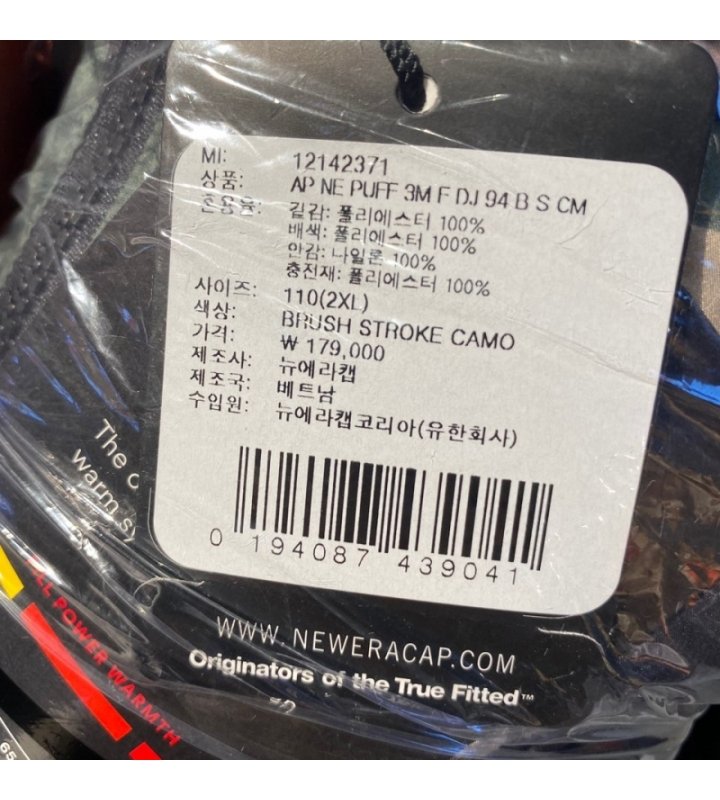 MI: 12142371
상품: AP NE PUFF 3M F DJ 94 B S CM
혼용율: 길감: 폴리에스터 100%
배색: 폴리에스터 100%
안감: 나일론 100%
충전재: 폴리에스터 100%
사이즈: 110(2XL)
색상: BRUSH STROKE CAMO
가격: ₩ 179,000
제조사: 뉴에라캡
제조국: 베트남
수입원: 뉴에라캡코리아(유한회사)
0 194087 439041
The
warm
WWW.NEWERACAP.COM
Originators of the True Fitted™
POWER WARMTH
65